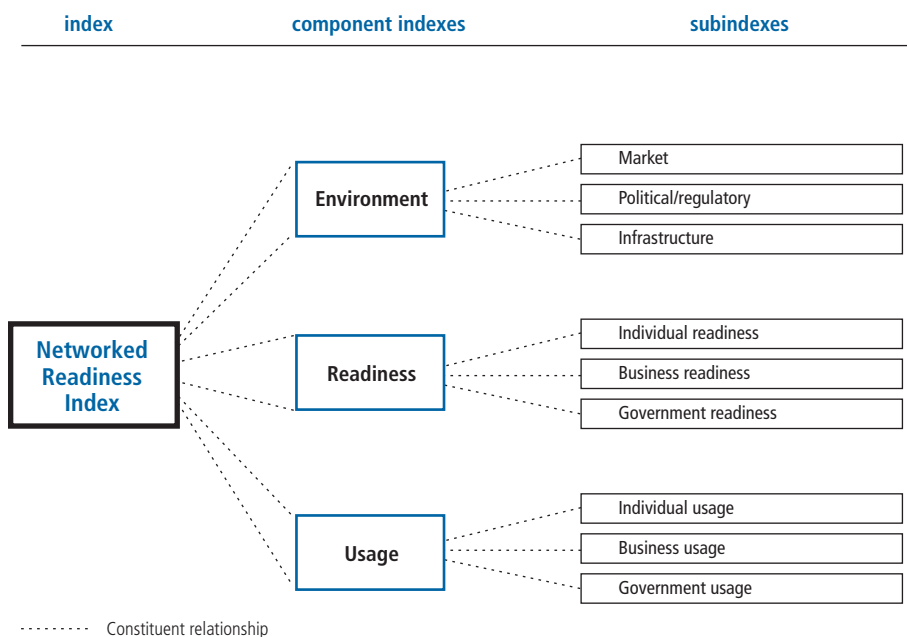 index component indexes subindexes
Market
Environment
Political/regulatory
Infrastructure
Networked
Readiness
Index
Individual readiness
Readiness
Business readiness
Government readiness
Individual usage
Usage
Business usage
Government usage
Constituent relationship